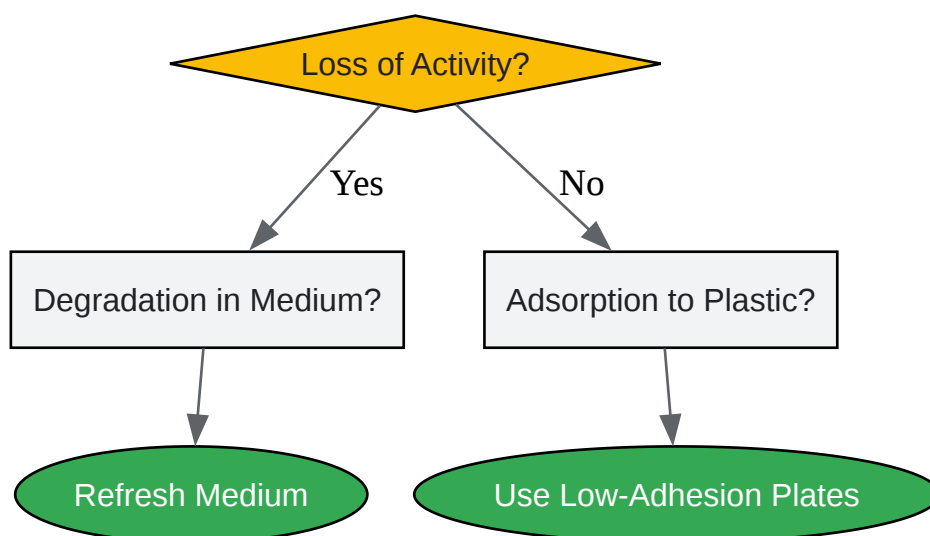 Loss of Activity?
Yes
No
Degradation in Medium?
Adsorption to Plastic?
Refresh Medium
Use Low-Adhesion Plates